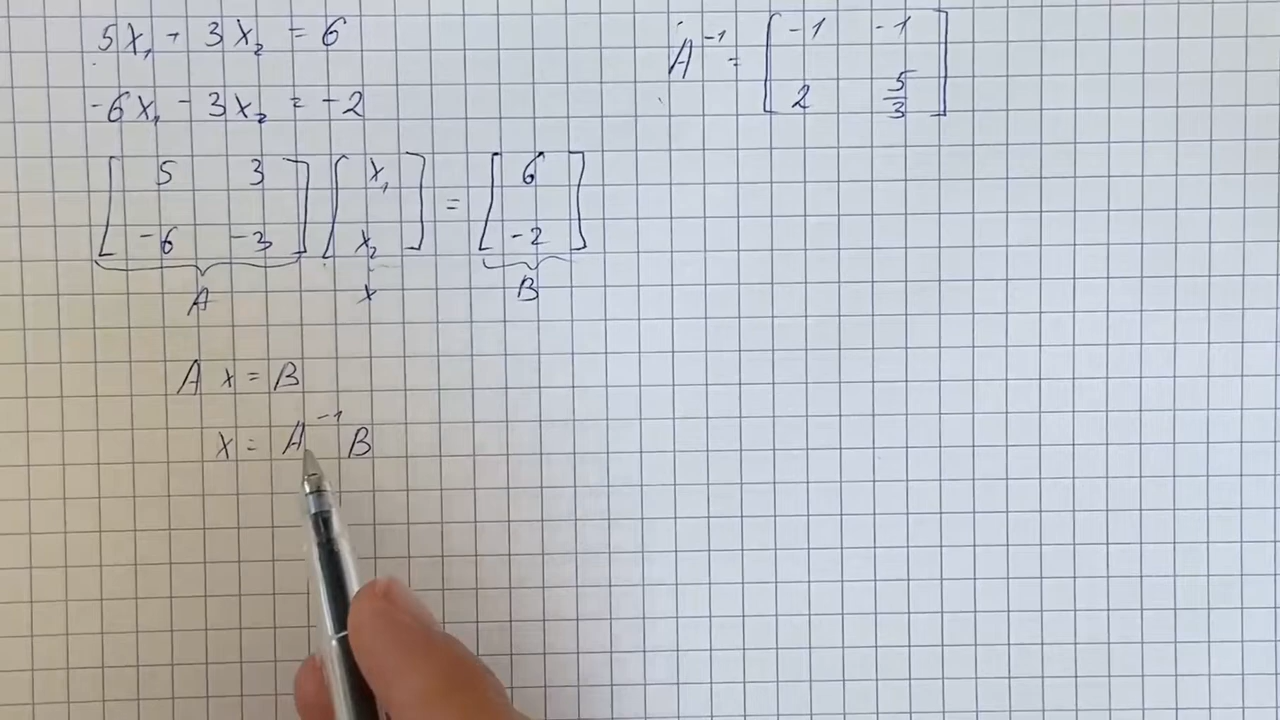 5x₁ + 3x₂ = 6
-6x₁ - 3x₂ = -2
[ 5 3 ] [ x₁ ] = [ 6 ]
[ -6 -3 ] [ x₂ ] [ -2 ]
A x B
A x = B
x = A⁻¹ B
A⁻¹ = [ -1 -1 ]
[ 2 5/3 ]